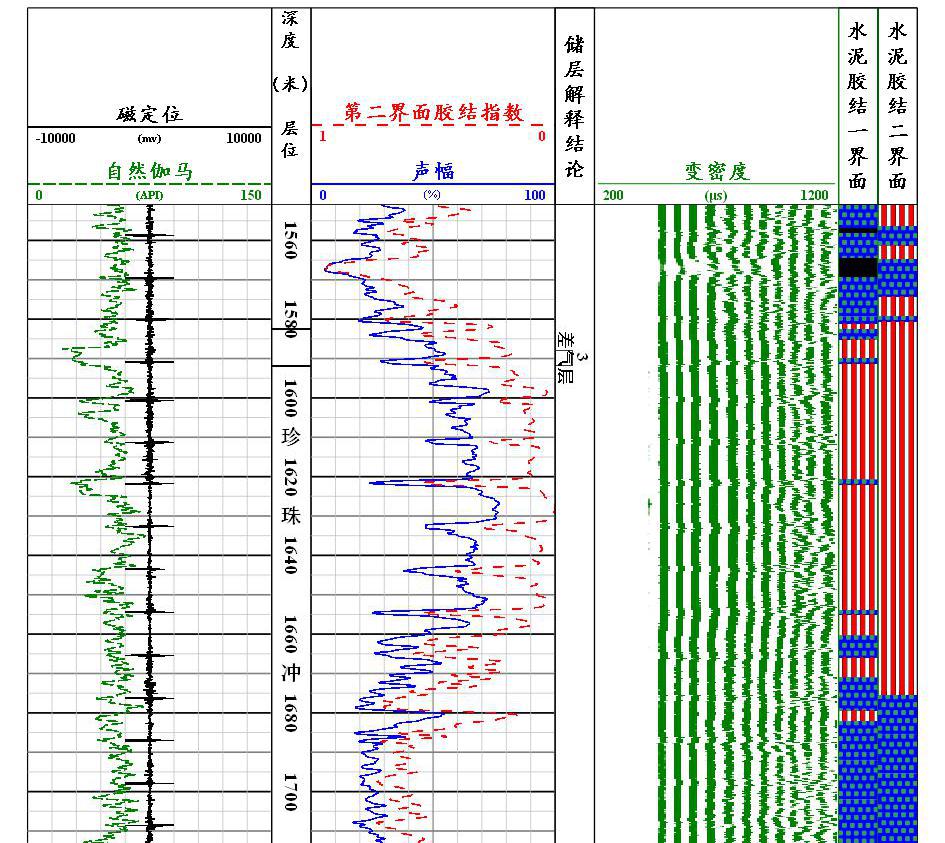 磁定位
-10000 (mv) 10000
自然伽马
0 (API) 150
深度
(米)
层位
第二界面胶结指数
1 0
声幅
0 (%) 100
储层解释结论
变密度
200 (μs) 1200
水泥胶结一界面
水泥胶结二界面
1560
1580
3
差气层
1600
珍
1620
珠
1640
1660
冲
1680
1700